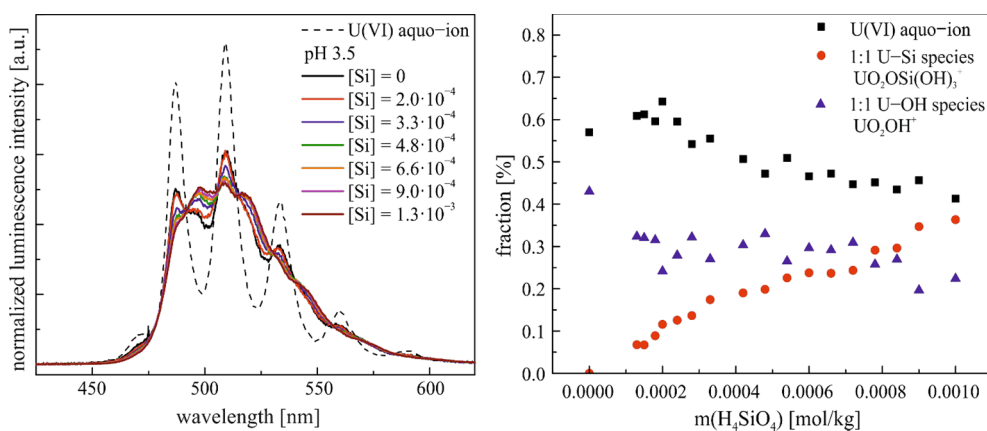 normalized luminescence intensity [a.u.]
U(VI) aquo-ion
pH 3.5
[Si] = 0
[Si] = 2.0·10⁻⁴
[Si] = 3.3·10⁻⁴
[Si] = 4.8·10⁻⁴
[Si] = 6.6·10⁻⁴
[Si] = 9.0·10⁻⁴
[Si] = 1.3·10⁻³
450 500 550 600
wavelength [nm]
fraction [%]
0.8
0.7
0.6
0.5
0.4
0.3
0.2
0.1
0.0
U(VI) aquo-ion
1:1 U−Si species
UO₂OSi(OH)₃⁺
1:1 U−OH species
UO₂OH⁺
0.0000 0.0002 0.0004 0.0006 0.0008 0.0010
m(H₄SiO₄) [mol/kg]